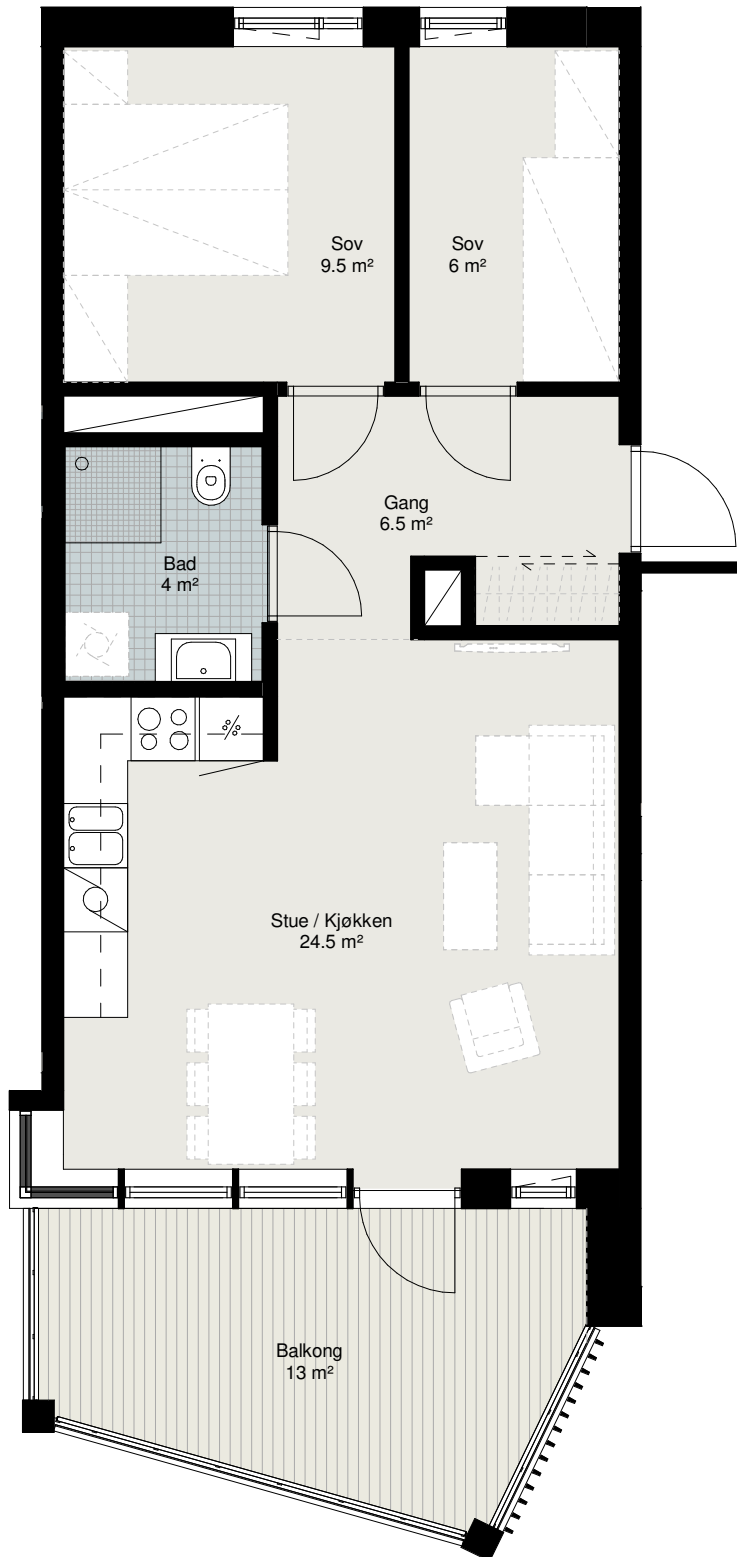 Sov
9.5 m²
Sov
6 m²
Gang
6.5 m²
Bad
4 m²
Stue / Kjøkken
24.5 m²
Balkong
13 m²